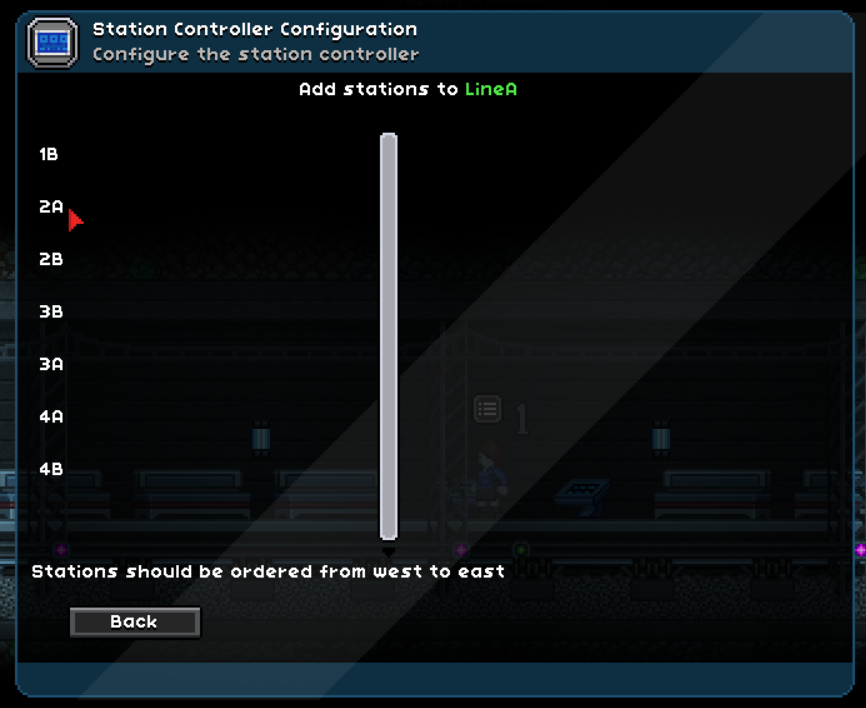 Station Controller Configuration
Configure the station controller
Add stations to LineA
1B
2A
2B
3B
3A
4A
4B
1
Stations should be ordered from west to east
Back